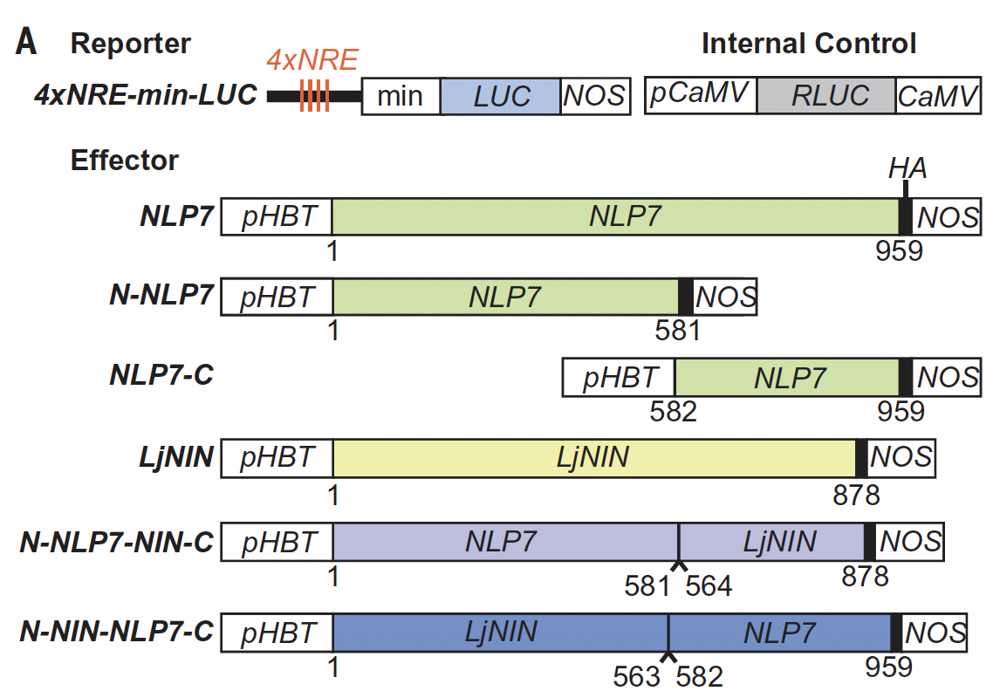 A Reporter Internal Control
4xNRE
4xNRE-min-LUC min LUC NOS pCaMV RLUC CaMV
Effector
HA
NLP7 pHBT NLP7 NOS
1 959
N-NLP7 pHBT NLP7 NOS
1 581
NLP7-C pHBT NLP7 NOS
582 959
LjNIN pHBT LjNIN NOS
1 878
N-NLP7-NIN-C pHBT NLP7 LjNIN NOS
1 581 564 878
N-NIN-NLP7-C pHBT LjNIN NLP7 NOS
1 563 582 959